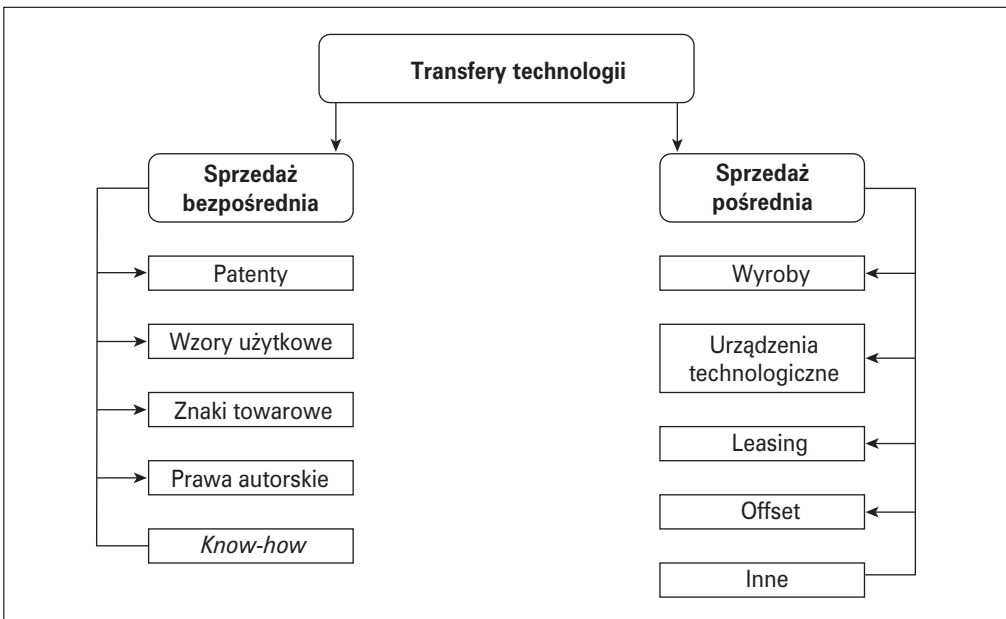 Transfery technologii
Sprzedaż
bezpośrednia
Patenty
Wzory użytkowe
Znaki towarowe
Prawa autorskie
Know-how
Sprzedaż
pośrednia
Wyroby
Urządzenia
technologiczne
Leasing
Offset
Inne